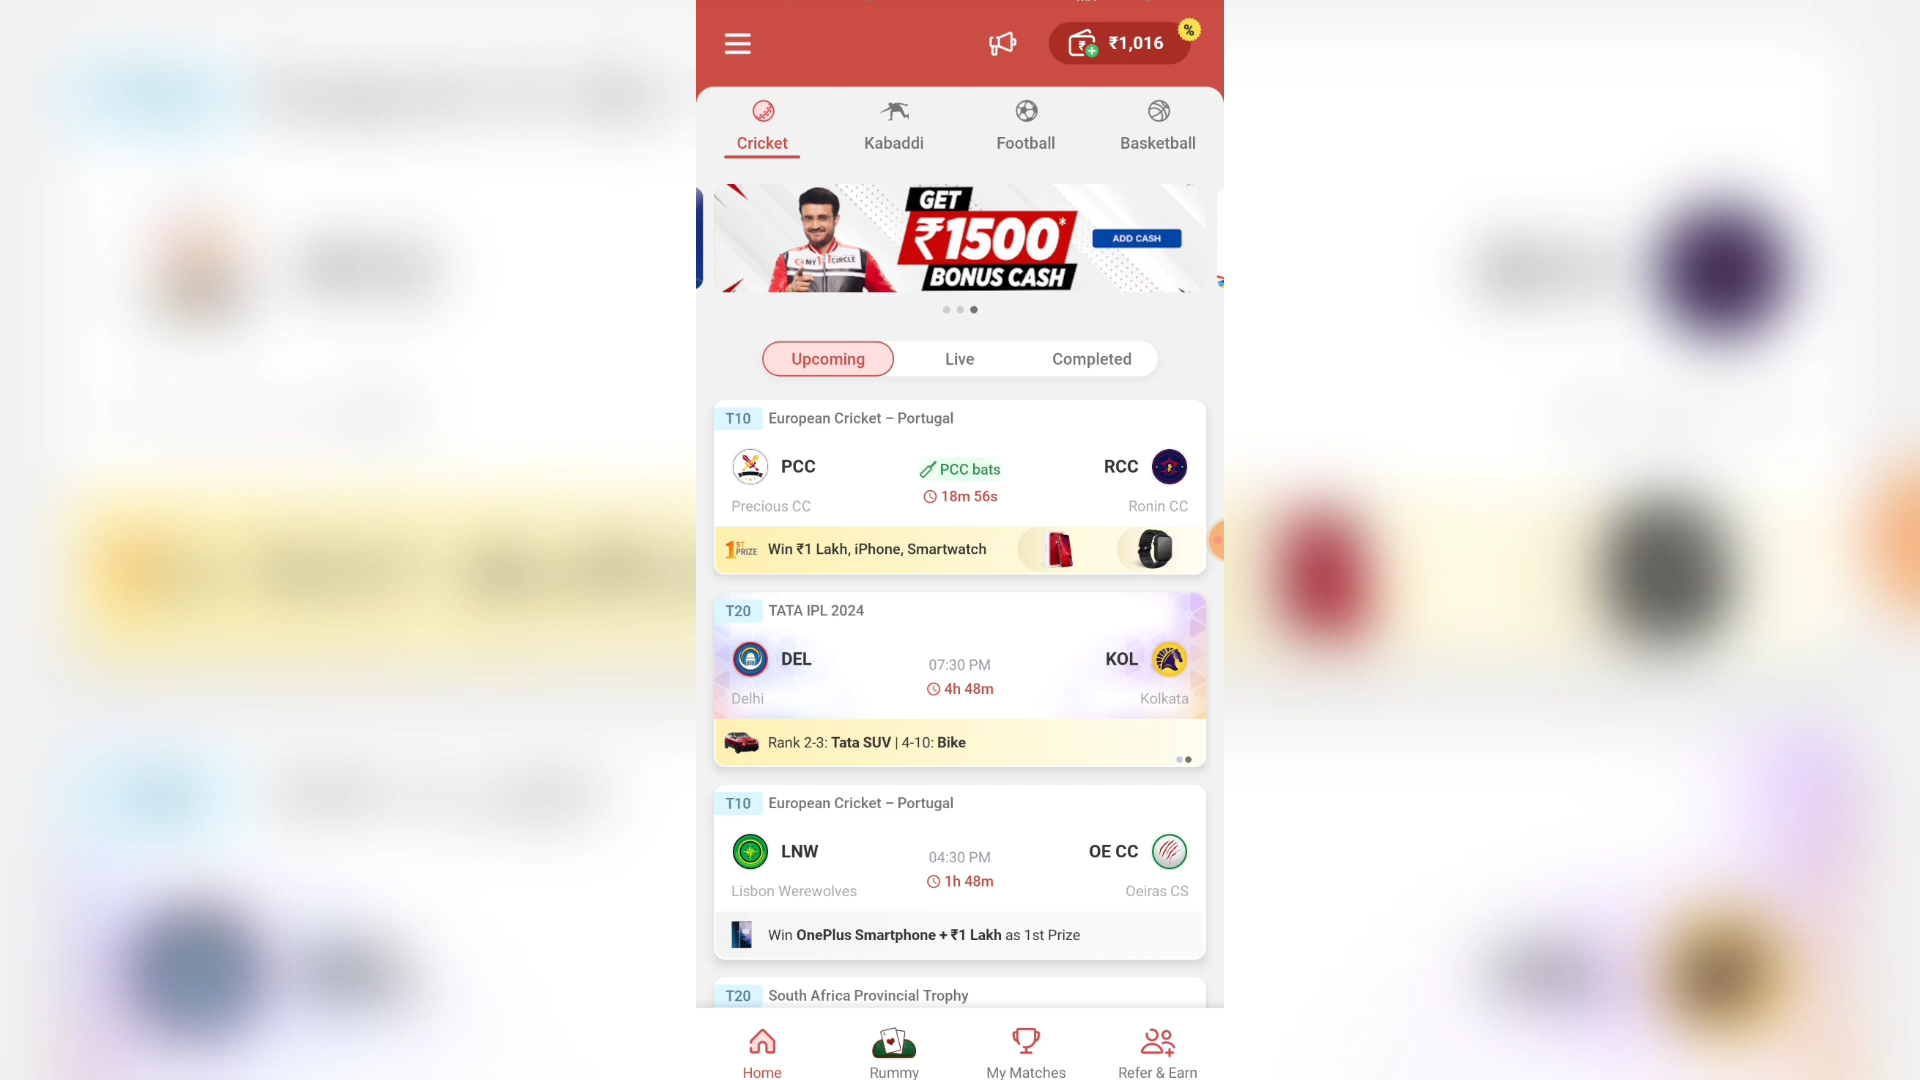 ₹1,016
%
Cricket
Kabaddi
Football
Basketball
GET
₹1500*
BONUS CASH
ADD CASH
MY11CIRCLE
Upcoming
Live
Completed
T10 European Cricket – Portugal
PCC
PCC bats
RCC
18m 56s
Precious CC
Ronin CC
1ST PRIZE Win ₹1 Lakh, iPhone, Smartwatch
T20 TATA IPL 2024
DEL
07:30 PM
KOL
4h 48m
Delhi
Kolkata
Rank 2-3: Tata SUV | 4-10: Bike
T10 European Cricket – Portugal
LNW
04:30 PM
OE CC
1h 48m
Lisbon Werewolves
Oeiras CS
Win OnePlus Smartphone + ₹1 Lakh as 1st Prize
T20 South Africa Provincial Trophy
Home
Rummy
My Matches
Refer & Earn